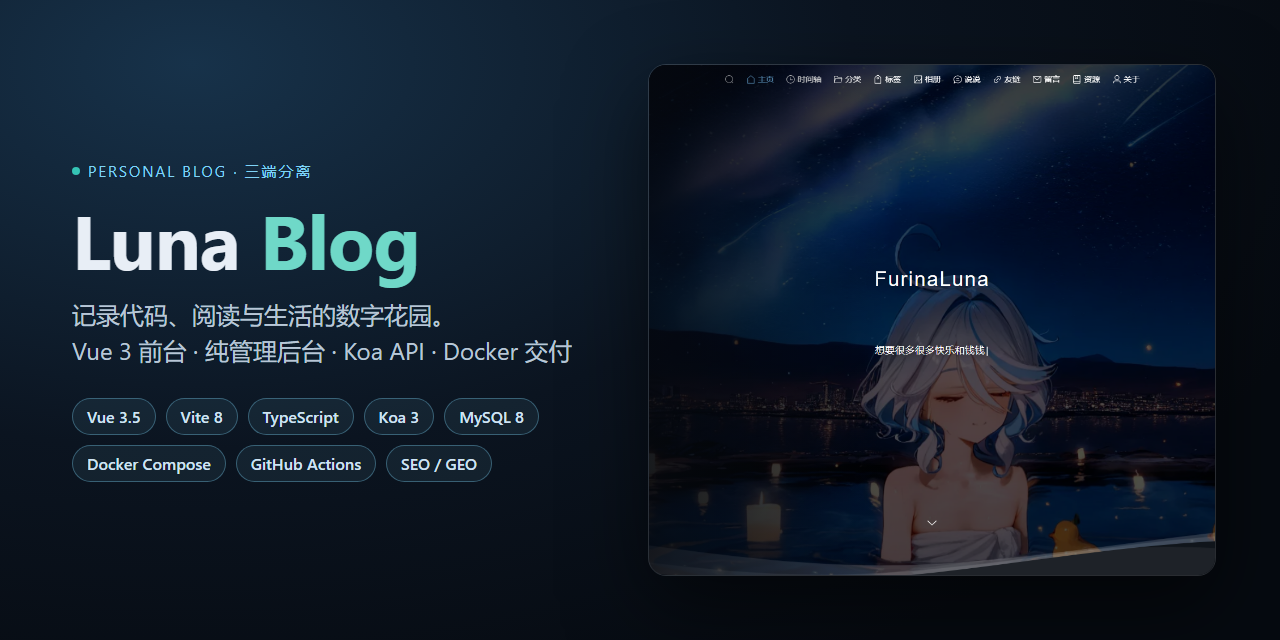 PERSONAL BLOG · 三端分离
Luna Blog
记录代码、阅读与生活的数字花园。
Vue 3 前台 · 纯管理后台 · Koa API · Docker 交付
Vue 3.5 Vite 8 TypeScript Koa 3 MySQL 8
Docker Compose GitHub Actions SEO / GEO
主页 时间轴 分类 标签 相册 说说 友链 留言 资源 关于
FurinaLuna
想要很多很多快乐和钱钱|